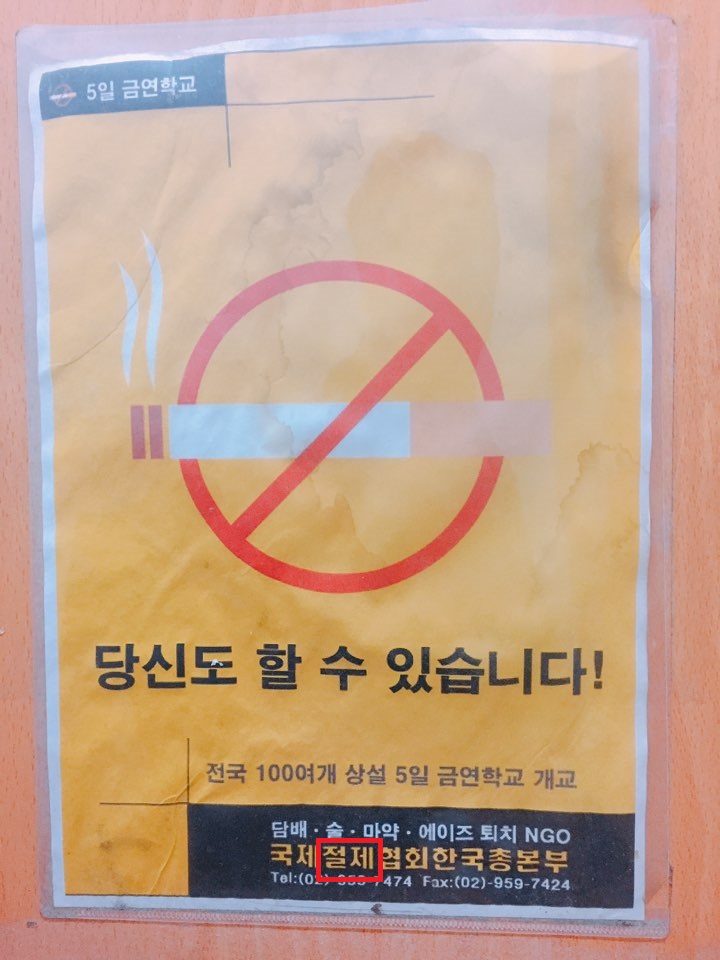 5일 금연학교
당신도 할 수 있습니다!
전국 100여개 상설 5일 금연학교 개교
담배·술·마약·에이즈 퇴치 NGO
국제절제협회한국총본부
Tel:(02) 7474 Fax:(02)-959-7424